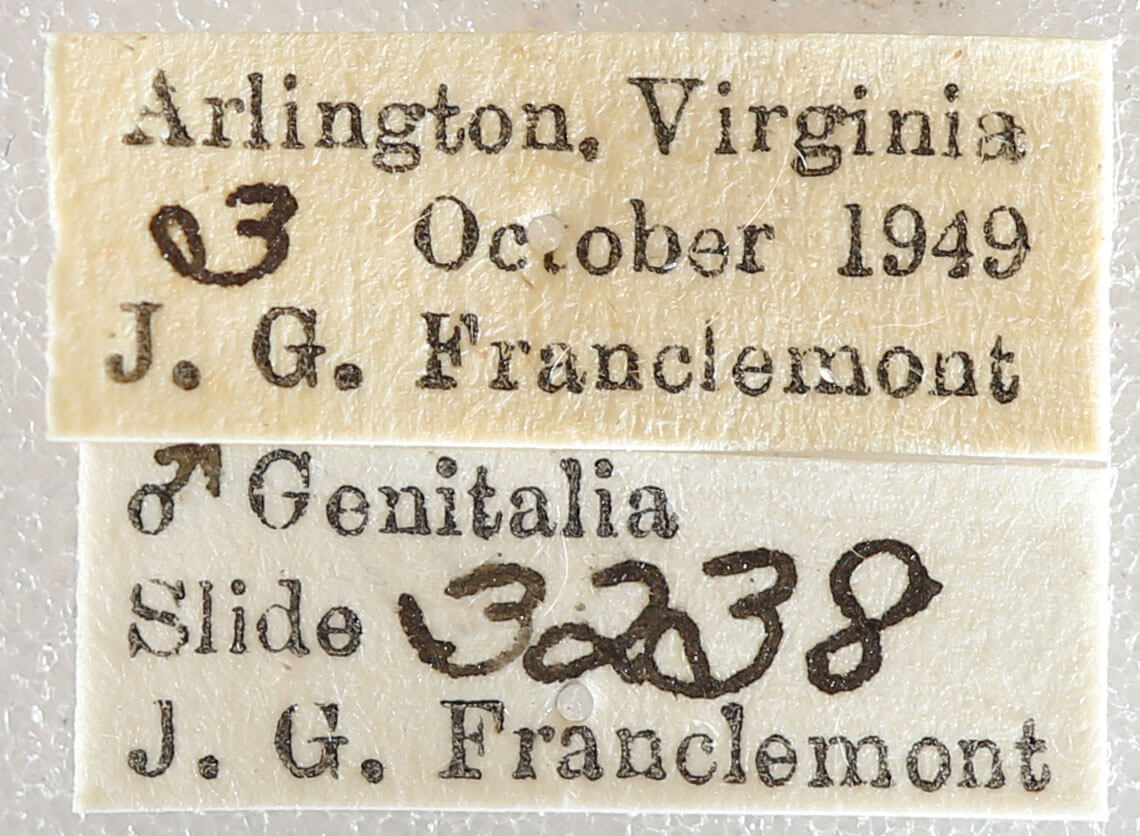 Arlington, Virginia
03 October 1949
J. G. Franclemont
♂ Genitalia
Slide 3238
J. G. Franclemont